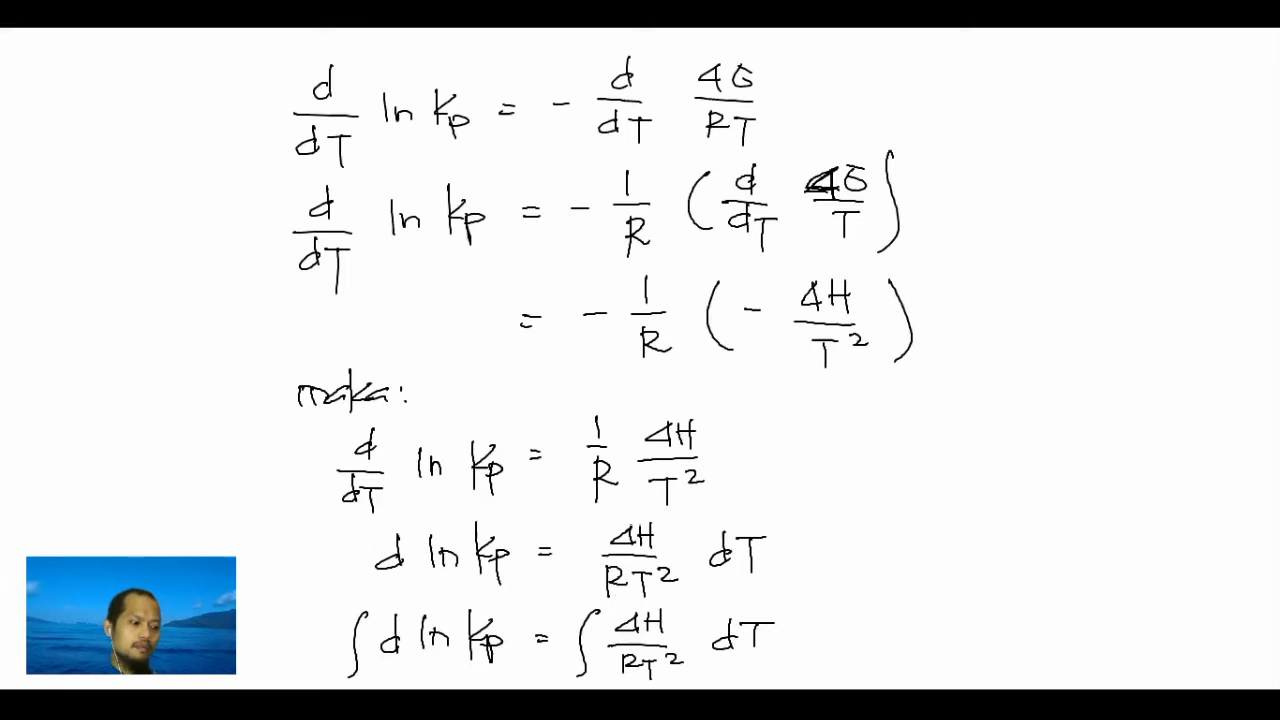 d/dT ln Kp = - d/dT ΔG/RT
d/dT ln Kp = - 1/R (d/dT ΔG/T)
= - 1/R (- ΔH/T²)
maka:
d/dT ln Kp = 1/R ΔH/T²
d ln Kp = ΔH/RT² dT
∫ d ln Kp = ∫ ΔH/RT² dT